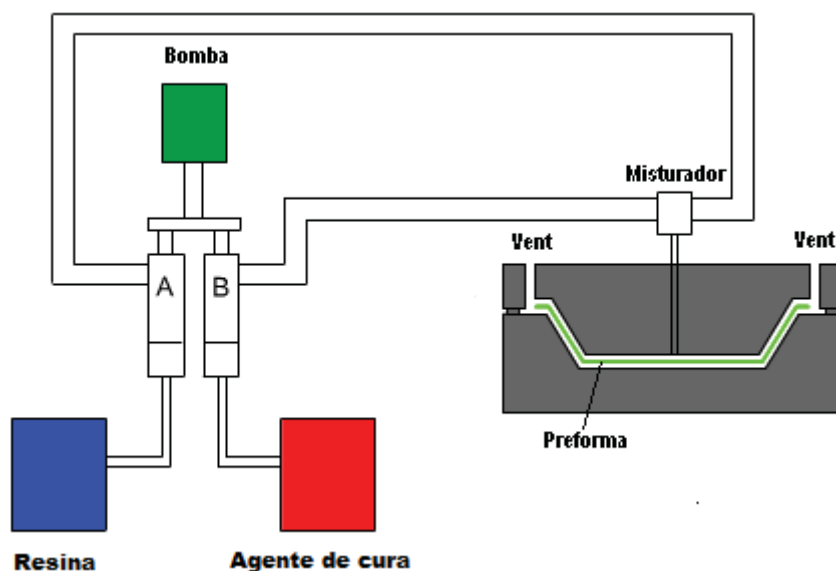 Bomba
Misturador
Vent
Vent
A
B
Preforma
Resina
Agente de cura